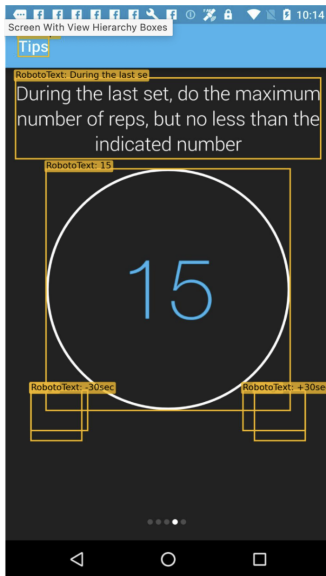 10:14
Screen With View Hierarchy Boxes
Tips
RobotoText: During the last se
During the last set, do the maximum
number of reps, but no less than the
indicated number
RobotoText: 15
15
RobotoText: -30sec
RobotoText: +30se